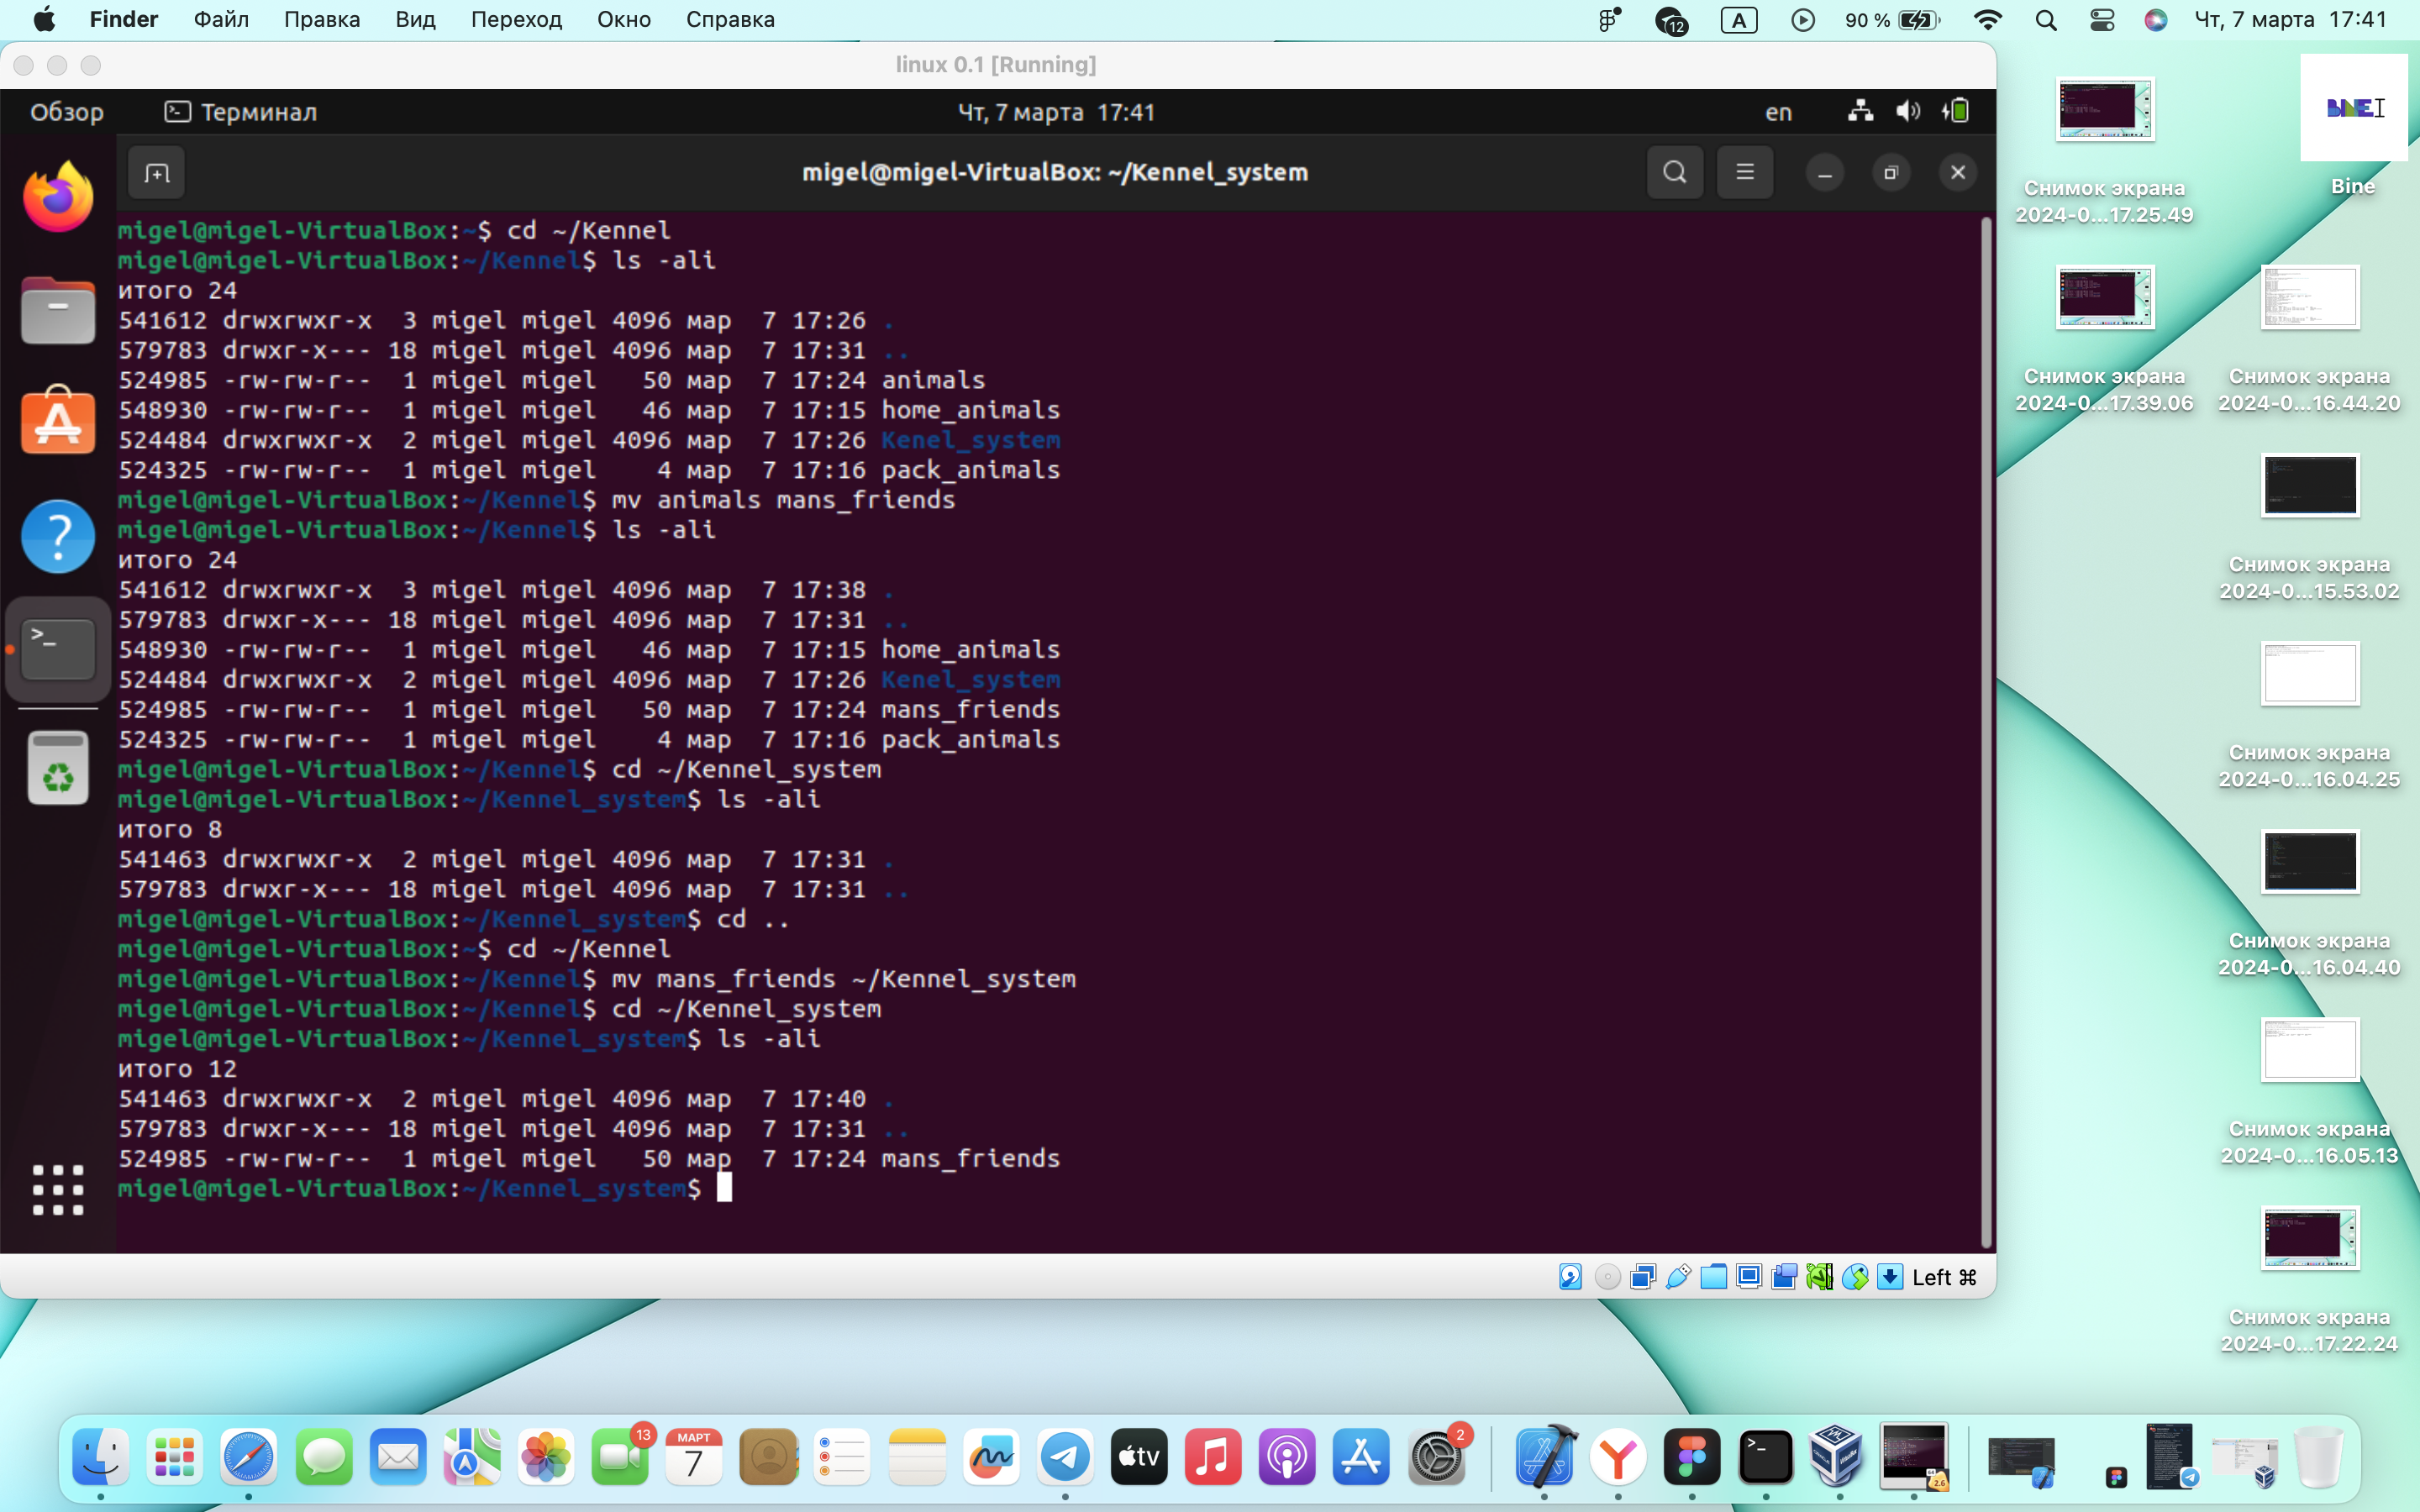 Finder Файл Правка Вид Переход Окно Справка 12 A 90 % Чт, 7 марта 17:41
linux 0.1 [Running]
Обзор Терминал Чт, 7 марта 17:41 en
migel@migel-VirtualBox: ~/Kennel_system
migel@migel-VirtualBox:~$ cd ~/Kennel
migel@migel-VirtualBox:~/Kennel$ ls -ali
итого 24
541612 drwxrwxr-x 3 migel migel 4096 мар 7 17:26 .
579783 drwxr-x--- 18 migel migel 4096 мар 7 17:31 ..
524985 -rw-rw-r-- 1 migel migel 50 мар 7 17:24 animals
548930 -rw-rw-r-- 1 migel migel 46 мар 7 17:15 home_animals
524484 drwxrwxr-x 2 migel migel 4096 мар 7 17:26 Kenel_system
524325 -rw-rw-r-- 1 migel migel 4 мар 7 17:16 pack_animals
migel@migel-VirtualBox:~/Kennel$ mv animals mans_friends
migel@migel-VirtualBox:~/Kennel$ ls -ali
итого 24
541612 drwxrwxr-x 3 migel migel 4096 мар 7 17:38 .
579783 drwxr-x--- 18 migel migel 4096 мар 7 17:31 ..
548930 -rw-rw-r-- 1 migel migel 46 мар 7 17:15 home_animals
524484 drwxrwxr-x 2 migel migel 4096 мар 7 17:26 Kenel_system
524985 -rw-rw-r-- 1 migel migel 50 мар 7 17:24 mans_friends
524325 -rw-rw-r-- 1 migel migel 4 мар 7 17:16 pack_animals
migel@migel-VirtualBox:~/Kennel$ cd ~/Kennel_system
migel@migel-VirtualBox:~/Kennel_system$ ls -ali
итого 8
541463 drwxrwxr-x 2 migel migel 4096 мар 7 17:31 .
579783 drwxr-x--- 18 migel migel 4096 мар 7 17:31 ..
migel@migel-VirtualBox:~/Kennel_system$ cd ..
migel@migel-VirtualBox:~$ cd ~/Kennel
migel@migel-VirtualBox:~/Kennel$ mv mans_friends ~/Kennel_system
migel@migel-VirtualBox:~/Kennel$ cd ~/Kennel_system
migel@migel-VirtualBox:~/Kennel_system$ ls -ali
итого 12
541463 drwxrwxr-x 2 migel migel 4096 мар 7 17:40 .
579783 drwxr-x--- 18 migel migel 4096 мар 7 17:31 ..
524985 -rw-rw-r-- 1 migel migel 50 мар 7 17:24 mans_friends
migel@migel-VirtualBox:~/Kennel_system$
Left ⌘
Снимок экрана
2024-0...17.25.49
BINE
Bine
Снимок экрана
2024-0...17.39.06
Снимок экрана
2024-0...16.44.20
Снимок экрана
2024-0...15.53.02
Снимок экрана
2024-0...16.04.25
Снимок экрана
2024-0...16.04.40
Снимок экрана
2024-0...16.05.13
Снимок экрана
2024-0...17.22.24
13
МАРТ
7
tv
2